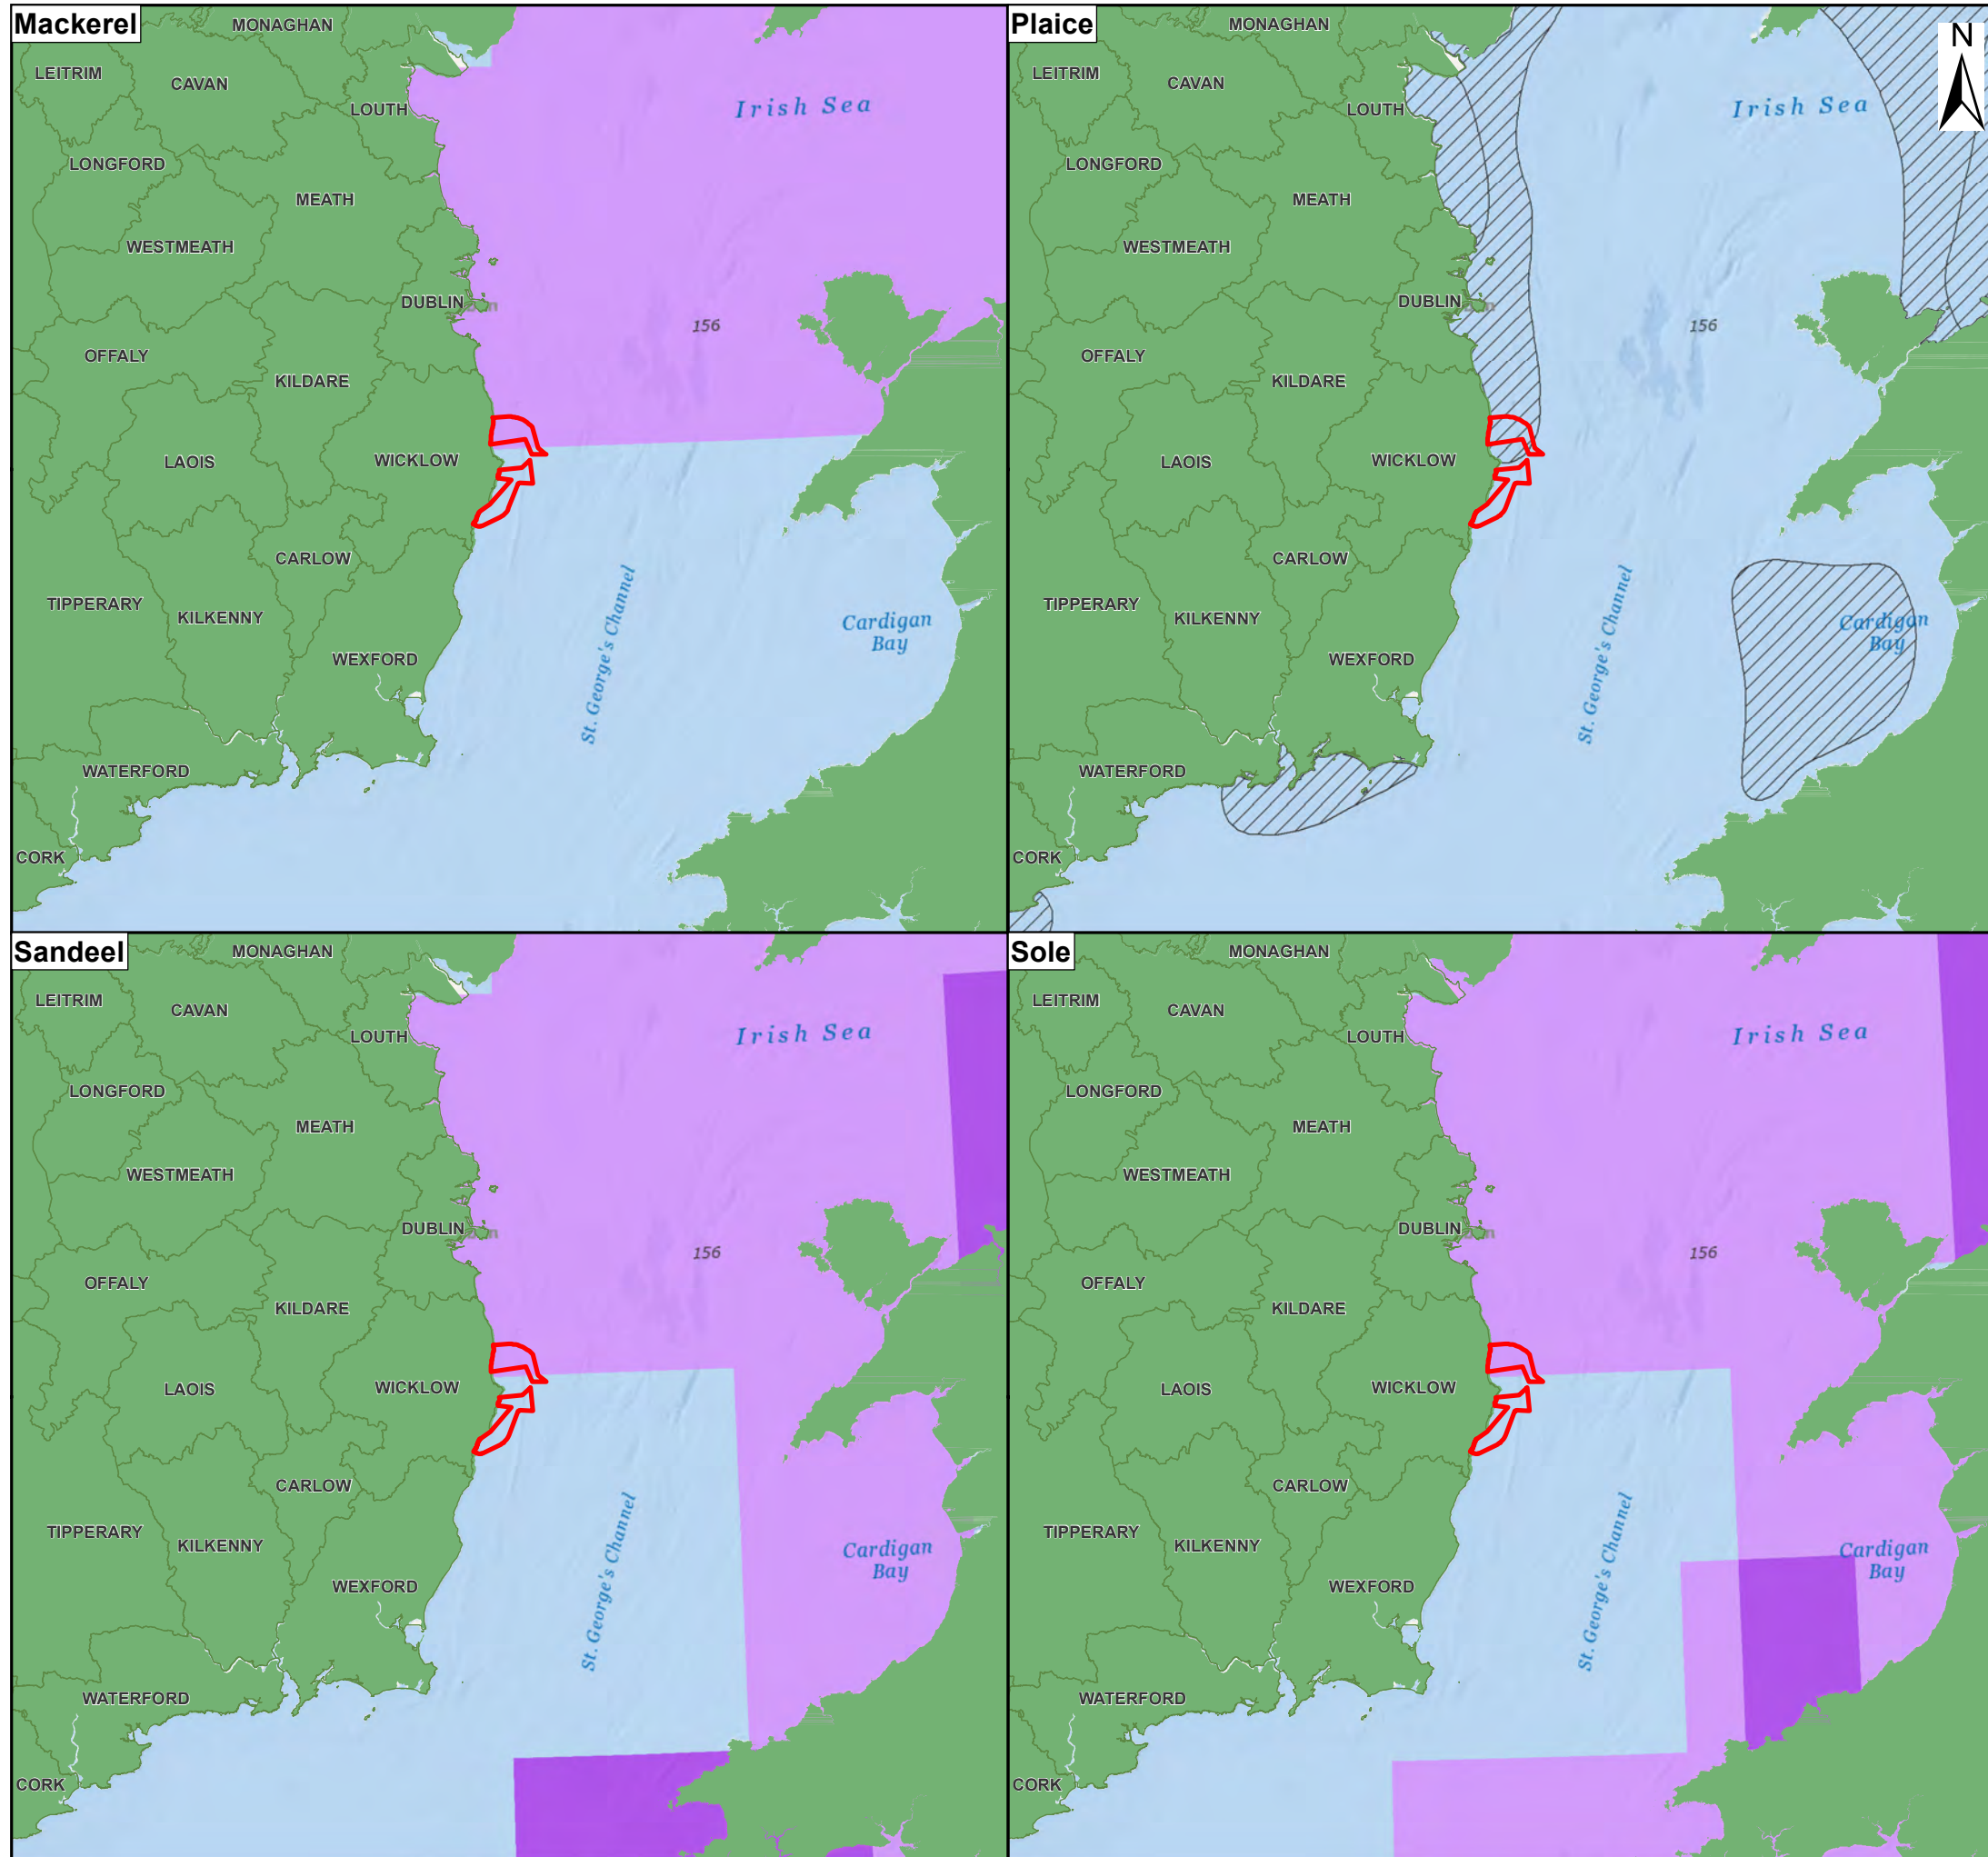 Mackerel
MONAGHAN
LEITRIM
CAVAN
LOUTH
Irish Sea
LONGFORD
MEATH
WESTMEATH
DUBLIN
156
OFFALY
KILDARE
LAOIS
WICKLOW
CARLOW
TIPPERARY
KILKENNY
St. George's Channel
Cardigan
Bay
WEXFORD
WATERFORD
CORK
Plaice
N
MONAGHAN
LEITRIM
CAVAN
LOUTH
Irish Sea
LONGFORD
MEATH
WESTMEATH
DUBLIN
156
OFFALY
KILDARE
LAOIS
WICKLOW
CARLOW
TIPPERARY
KILKENNY
St. George's Channel
Cardigan
Bay
WEXFORD
WATERFORD
CORK
Sandeel
MONAGHAN
LEITRIM
CAVAN
LOUTH
Irish Sea
LONGFORD
MEATH
WESTMEATH
DUBLIN
156
OFFALY
KILDARE
LAOIS
WICKLOW
CARLOW
TIPPERARY
KILKENNY
St. George's Channel
Cardigan
Bay
WEXFORD
WATERFORD
CORK
Sole
MONAGHAN
LEITRIM
CAVAN
LOUTH
Irish Sea
LONGFORD
MEATH
WESTMEATH
DUBLIN
156
OFFALY
KILDARE
LAOIS
WICKLOW
CARLOW
TIPPERARY
KILKENNY
St. George's Channel
Cardigan
Bay
WEXFORD
WATERFORD
CORK